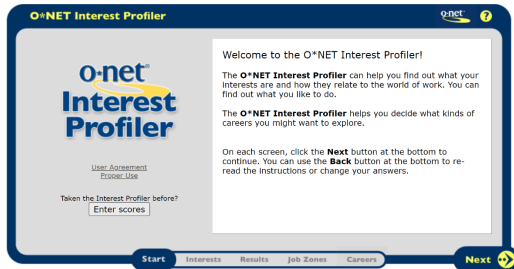 O*NET Interest Profiler
o·net ?
o·net®
Interest
Profiler
User Agreement
Proper Use
Taken the Interest Profiler before?
Enter scores
Welcome to the O*NET Interest Profiler!
The O*NET Interest Profiler can help you find out what your
interests are and how they relate to the world of work. You can
find out what you like to do.
The O*NET Interest Profiler helps you decide what kinds of
careers you might want to explore.
On each screen, click the Next button at the bottom to
continue. You can use the Back button at the bottom to re-
read the instructions or change your answers.
Start Interests Results Job Zones Careers Next